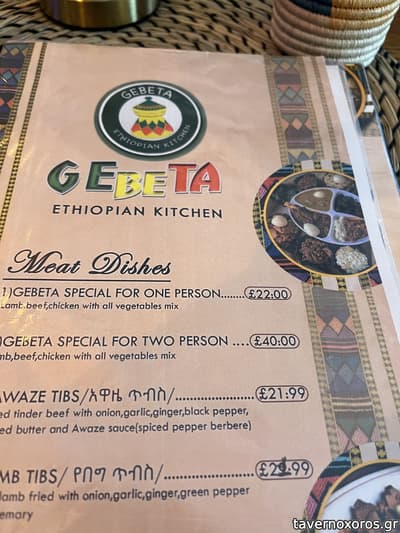 GEBETA
ETHIOPIAN KITCHEN
GEBETA
ETHIOPIAN KITCHEN
Meat Dishes
1)GEBETA SPECIAL FOR ONE PERSON........£22:00
Lamb,beef,chicken with all vegetables mix
)GEBETA SPECIAL FOR TWO PERSON ....£40:00
mb,beef,chicken with all vegetables mix
AWAZE TIBS/አዋዜ ጥብስ/..................£21.99
ed tinder beef with onion,garlic,ginger,black pepper,
ed butter and Awaze sauce(spiced pepper berbere)
MB TIBS/ የበግ ጥብስ/.....................
lamb fried with onion,garlic,ginger,green pepper
emary
tavernoxoros.gr